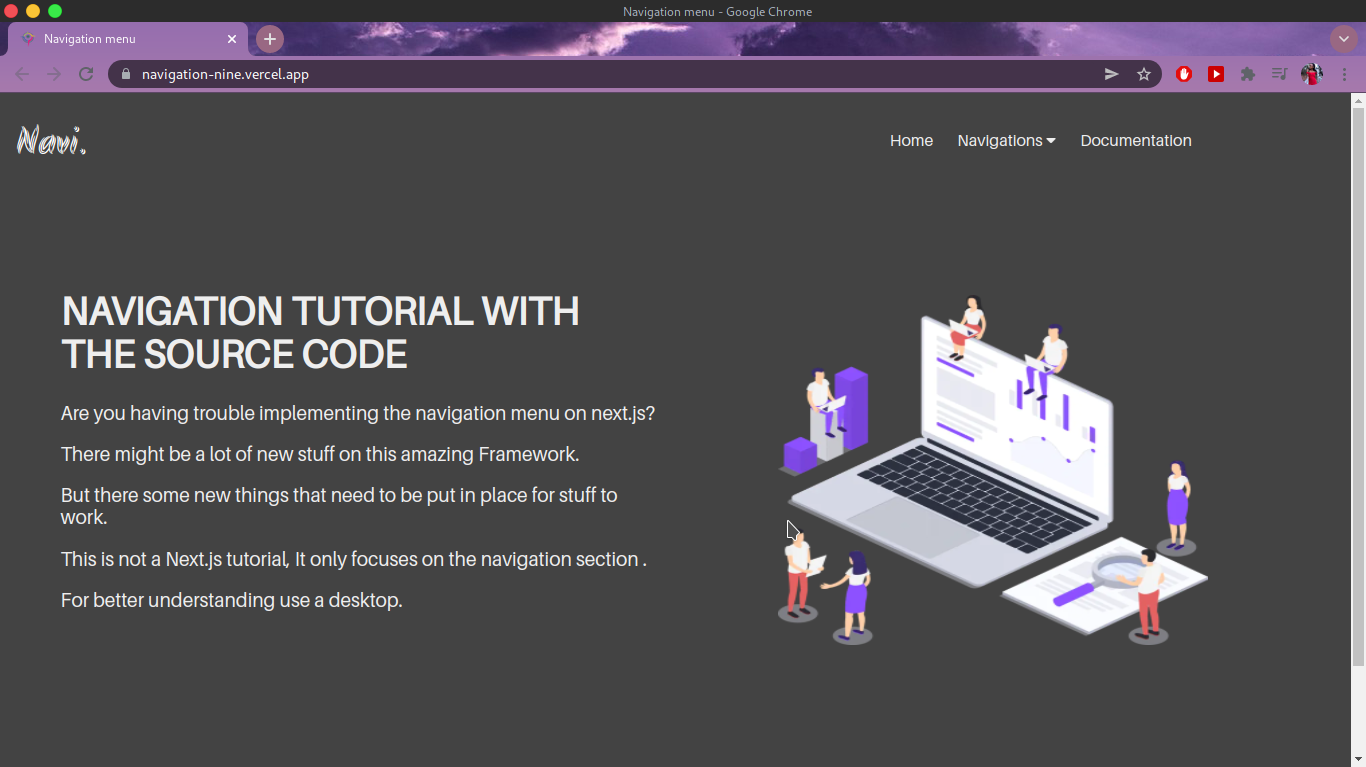 Navigation menu - Google Chrome
Navigation menu
navigation-nine.vercel.app
Navi.
Home Navigations Documentation
NAVIGATION TUTORIAL WITH
THE SOURCE CODE
Are you having trouble implementing the navigation menu on next.js?
There might be a lot of new stuff on this amazing Framework.
But there some new things that need to be put in place for stuff to
work.
This is not a Next.js tutorial, It only focuses on the navigation section .
For better understanding use a desktop.